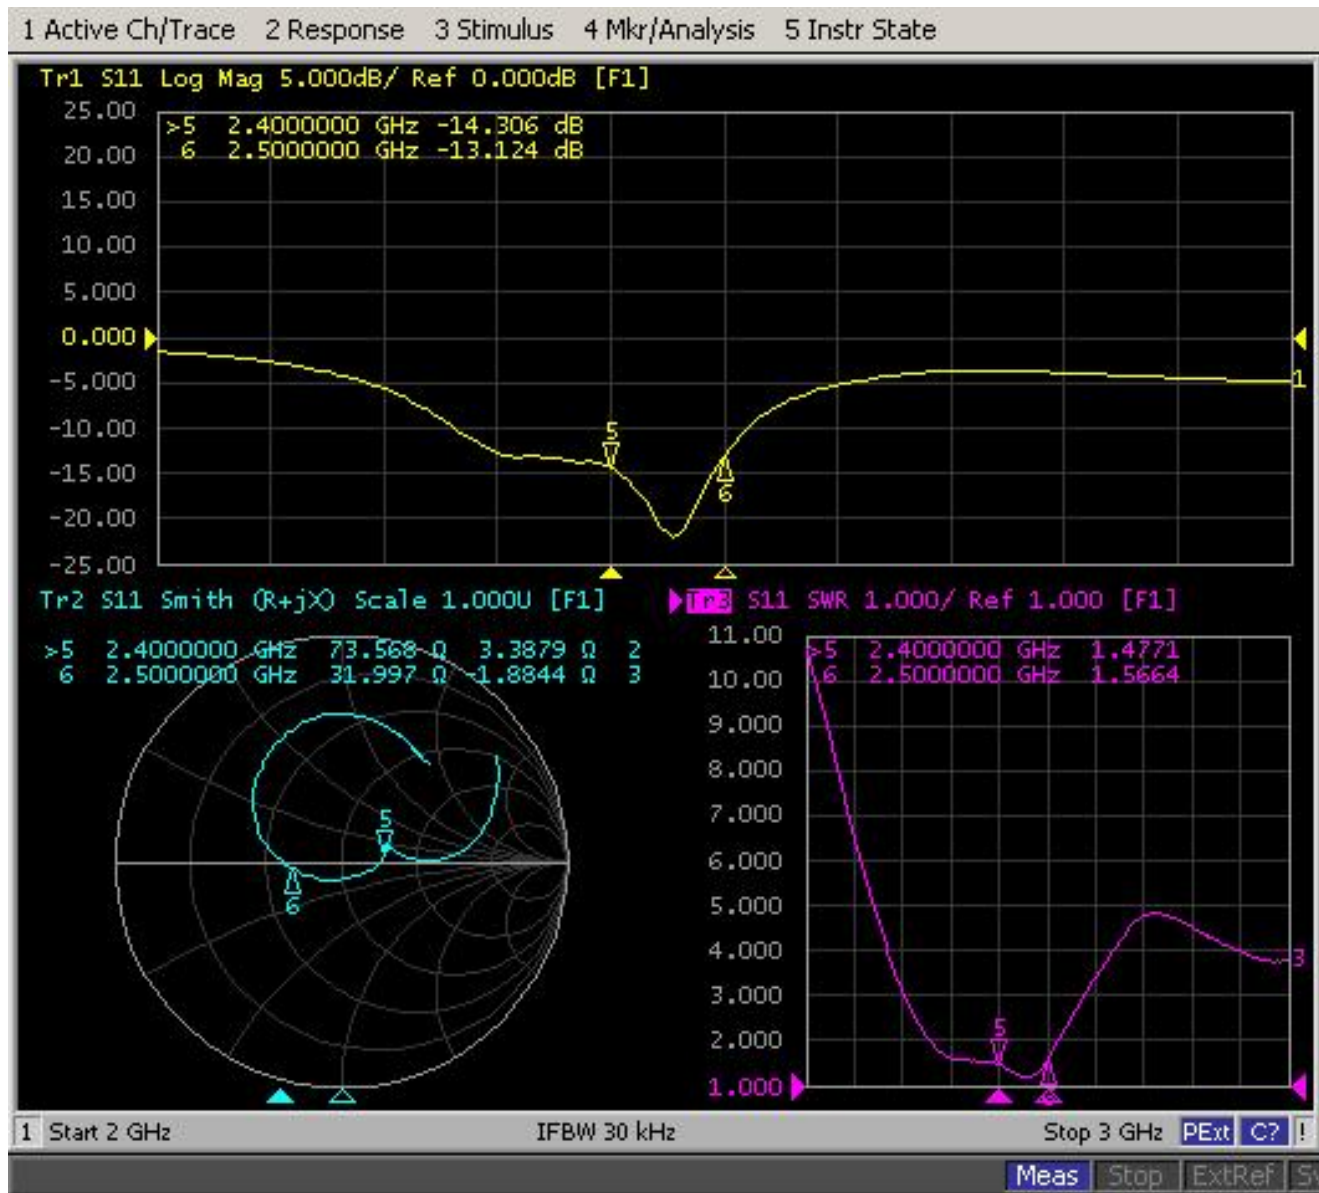 1 Active Ch/Trace 2 Response 3 Stimulus 4 Mkr/Analysis 5 Instr State
Tr1 S11 Log Mag 5.000dB/ Ref 0.000dB [F1]
25.00
>5 2.4000000 GHz -14.306 dB
6 2.5000000 GHz -13.124 dB
20.00
15.00
10.00
5.000
0.000
-5.000
1
-10.00
5
-15.00
6
-20.00
-25.00
Tr2 S11 Smith (R+jX) Scale 1.000U [F1]
>5 2.4000000 GHz 73.568 Ω 3.3879 Ω 2
6 2.5000000 GHz 31.997 Ω -1.8844 Ω 3
5
6
Tr3 S11 SWR 1.000/ Ref 1.000 [F1]
11.00
>5 2.4000000 GHz 1.4771
6 2.5000000 GHz 1.5664
10.00
9.000
8.000
7.000
6.000
5.000
4.000
3
3.000
5
2.000
1.000
1 Start 2 GHz IFBW 30 kHz Stop 3 GHz PExt C? !
Meas Stop ExtRef